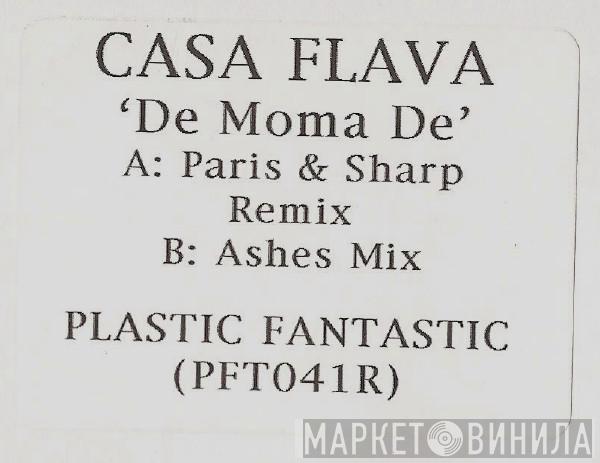 CASA FLAVA
‘De Moma De’
A: Paris & Sharp
Remix
B: Ashes Mix
PLASTIC FANTASTIC
(PFT041R)
МАРКЕТ ВИНИЛА